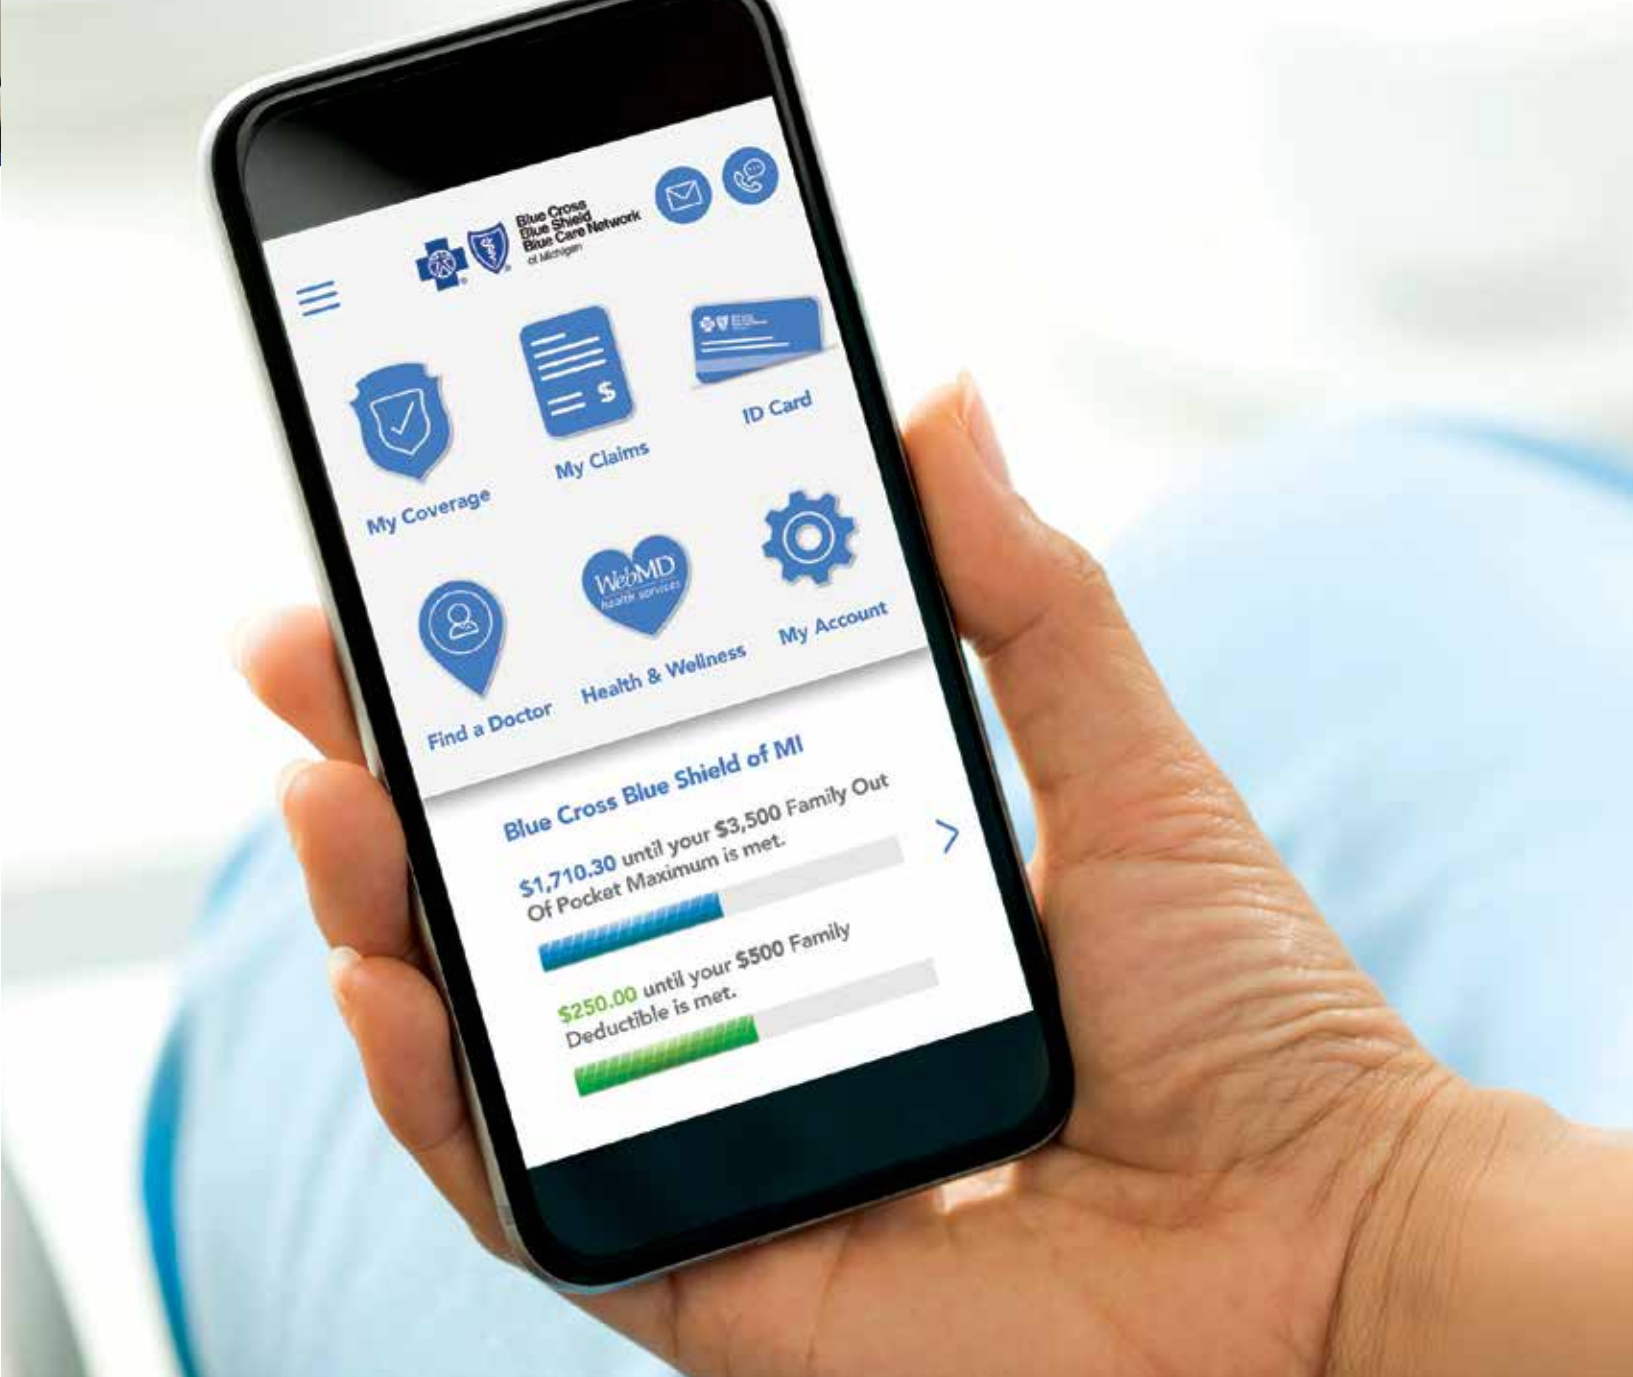 Blue Cross
Blue Shield
Blue Care Network
of Michigan
$
My Coverage
My Claims
ID Card
WebMD
health services
Find a Doctor
Health & Wellness
My Account
Blue Cross Blue Shield of MI
$1,710.30 until your $3,500 Family Out
Of Pocket Maximum is met.
$250.00 until your $500 Family
Deductible is met.